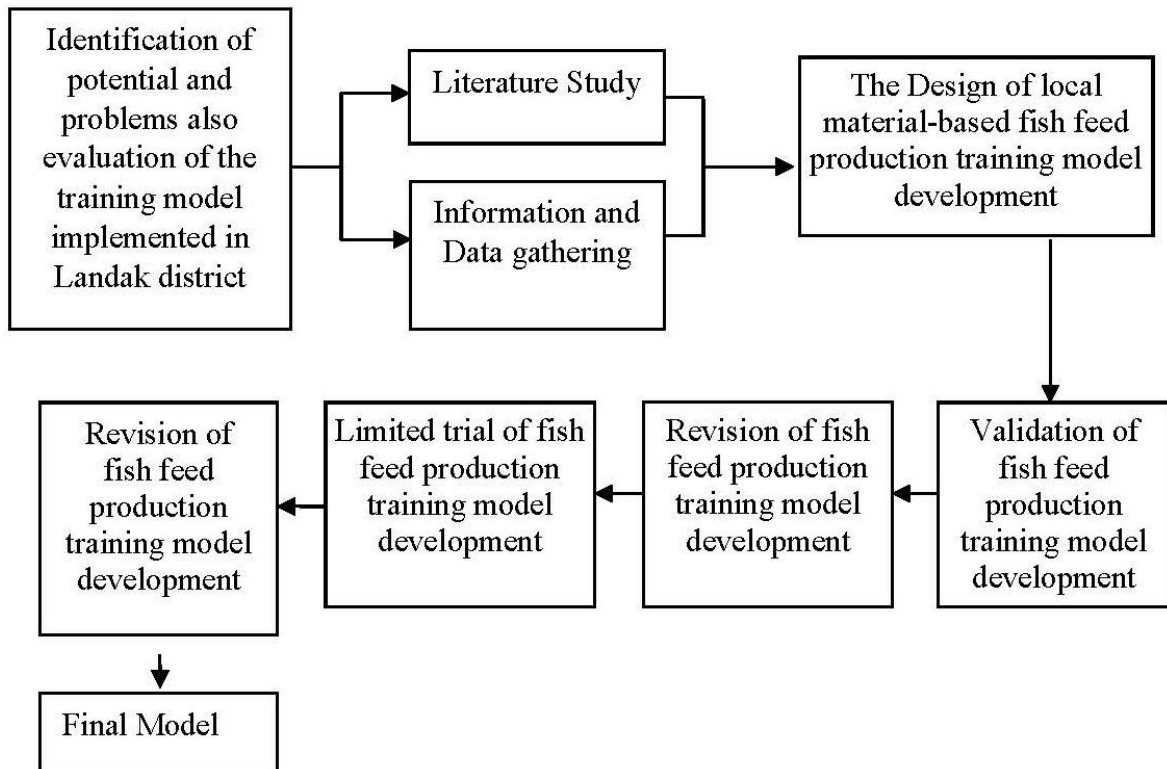 Identification of
potential and
problems also
evaluation of the
training model
implemented in
Landak district
Literature Study
Information and
Data gathering
The Design of local
material-based fish feed
production training model
development
Validation of
fish feed
production
training model
development
Revision of fish
feed production
training model
development
Limited trial of fish
feed production
training model
development
Revision of
fish feed
production
training model
development
Final Model